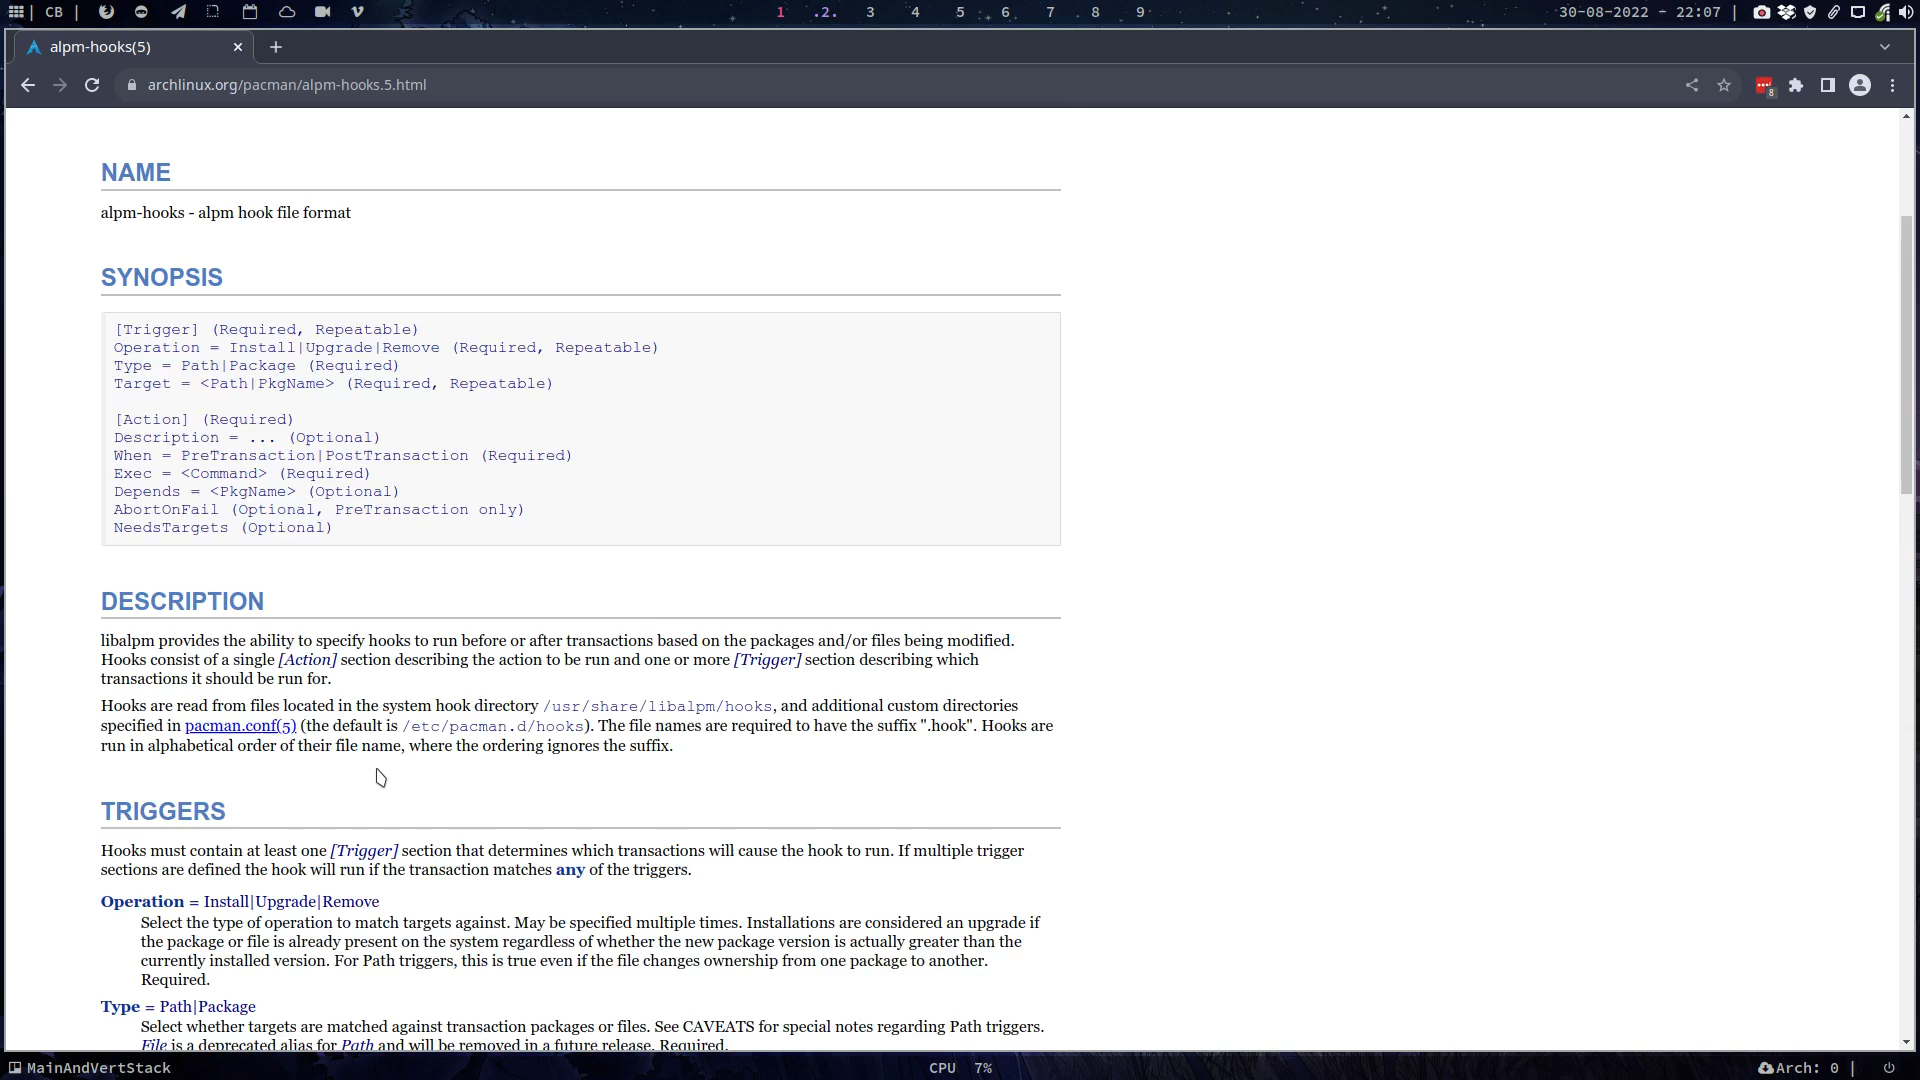 CB
1 .2. 3 4 5 6 7 8 9
30-08-2022 - 22:07
alpm-hooks(5)
archlinux.org/pacman/alpm-hooks.5.html
8
NAME
alpm-hooks - alpm hook file format
SYNOPSIS
[Trigger] (Required, Repeatable)
Operation = Install|Upgrade|Remove (Required, Repeatable)
Type = Path|Package (Required)
Target = <Path|PkgName> (Required, Repeatable)
[Action] (Required)
Description = ... (Optional)
When = PreTransaction|PostTransaction (Required)
Exec = <Command> (Required)
Depends = <PkgName> (Optional)
AbortOnFail (Optional, PreTransaction only)
NeedsTargets (Optional)
DESCRIPTION
libalpm provides the ability to specify hooks to run before or after transactions based on the packages and/or files being modified.
Hooks consist of a single [Action] section describing the action to be run and one or more [Trigger] section describing which
transactions it should be run for.
Hooks are read from files located in the system hook directory /usr/share/libalpm/hooks, and additional custom directories
specified in pacman.conf(5) (the default is /etc/pacman.d/hooks). The file names are required to have the suffix ".hook". Hooks are
run in alphabetical order of their file name, where the ordering ignores the suffix.
TRIGGERS
Hooks must contain at least one [Trigger] section that determines which transactions will cause the hook to run. If multiple trigger
sections are defined the hook will run if the transaction matches any of the triggers.
Operation = Install|Upgrade|Remove
Select the type of operation to match targets against. May be specified multiple times. Installations are considered an upgrade if
the package or file is already present on the system regardless of whether the new package version is actually greater than the
currently installed version. For Path triggers, this is true even if the file changes ownership from one package to another.
Required.
Type = Path|Package
Select whether targets are matched against transaction packages or files. See CAVEATS for special notes regarding Path triggers.
File is a deprecated alias for Path and will be removed in a future release. Required.
MainAndVertStack
CPU 7%
Arch: 0